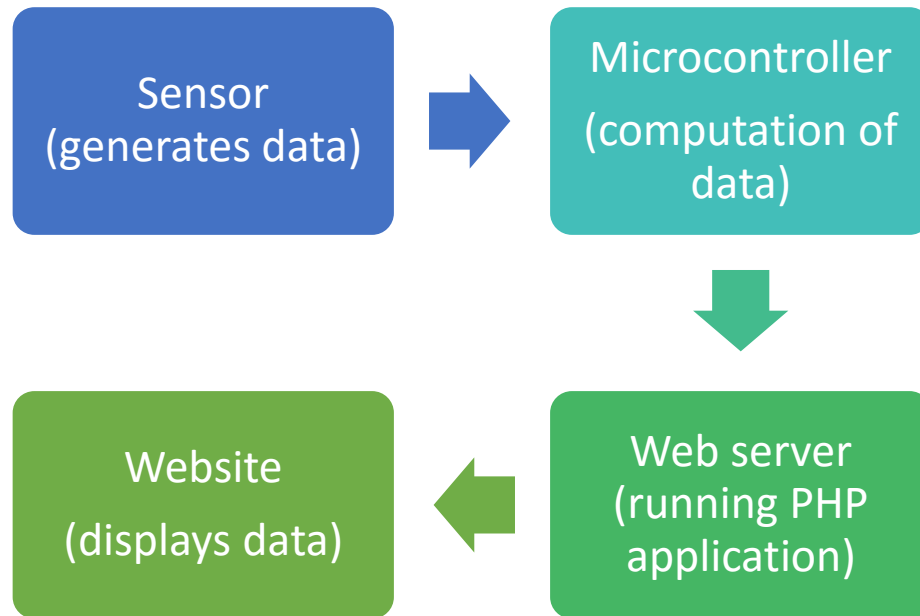 Sensor
(generates data)
Microcontroller
(computation of
data)
Web server
(running PHP
application)
Website
(displays data)